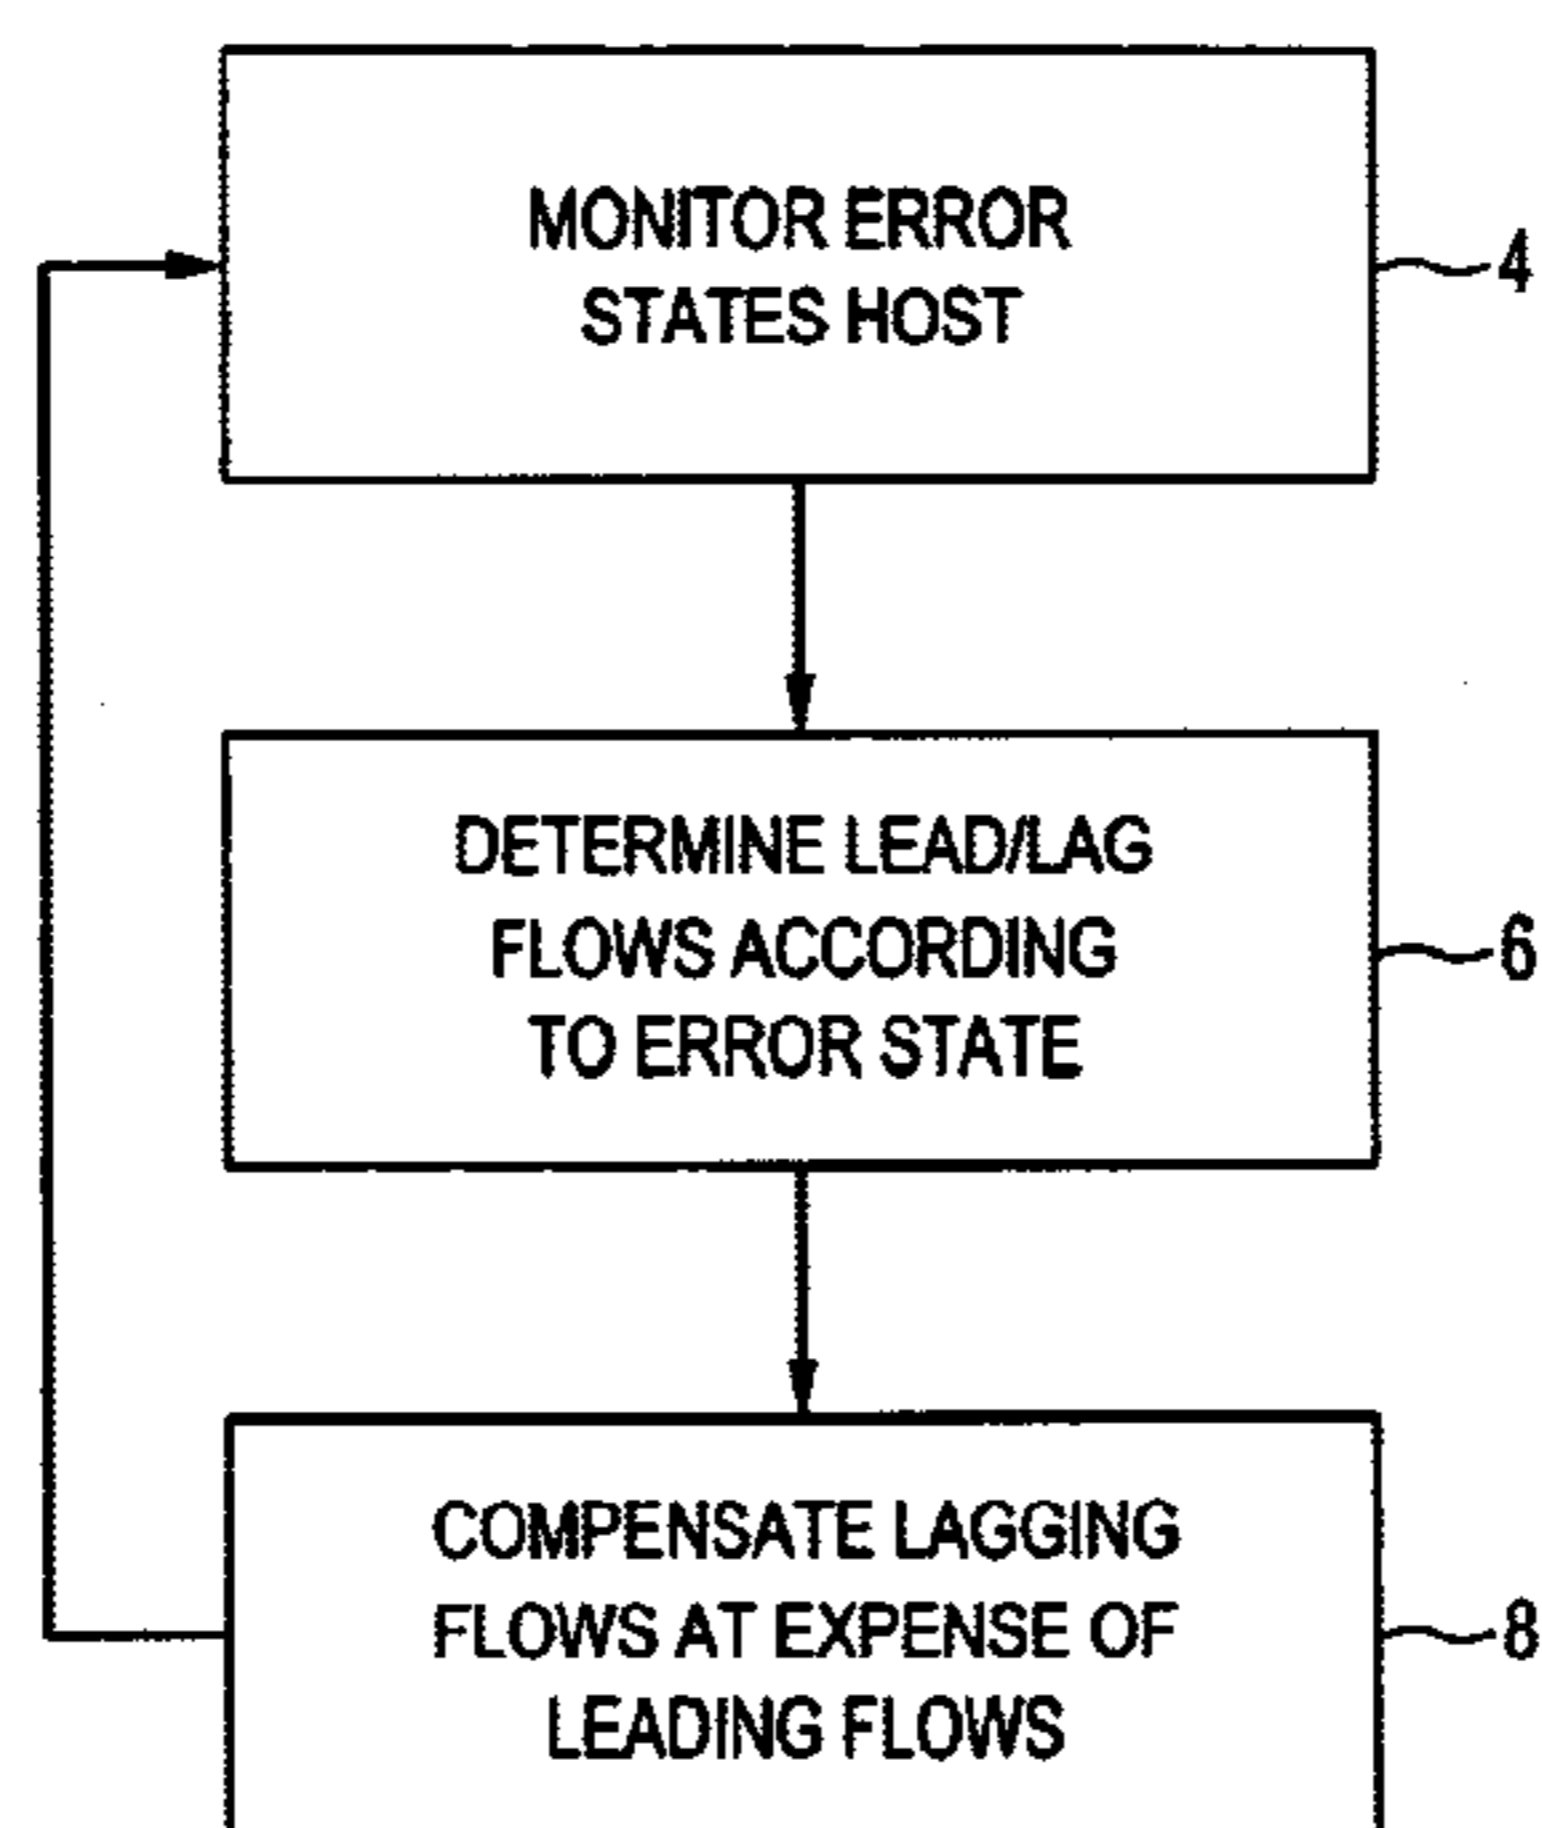 MONITOR ERROR
STATES HOST
4
DETERMINE LEAD/LAG
FLOWS ACCORDING
TO ERROR STATE
6
COMPENSATE LAGGING
FLOWS AT EXPENSE OF
LEADING FLOWS
8